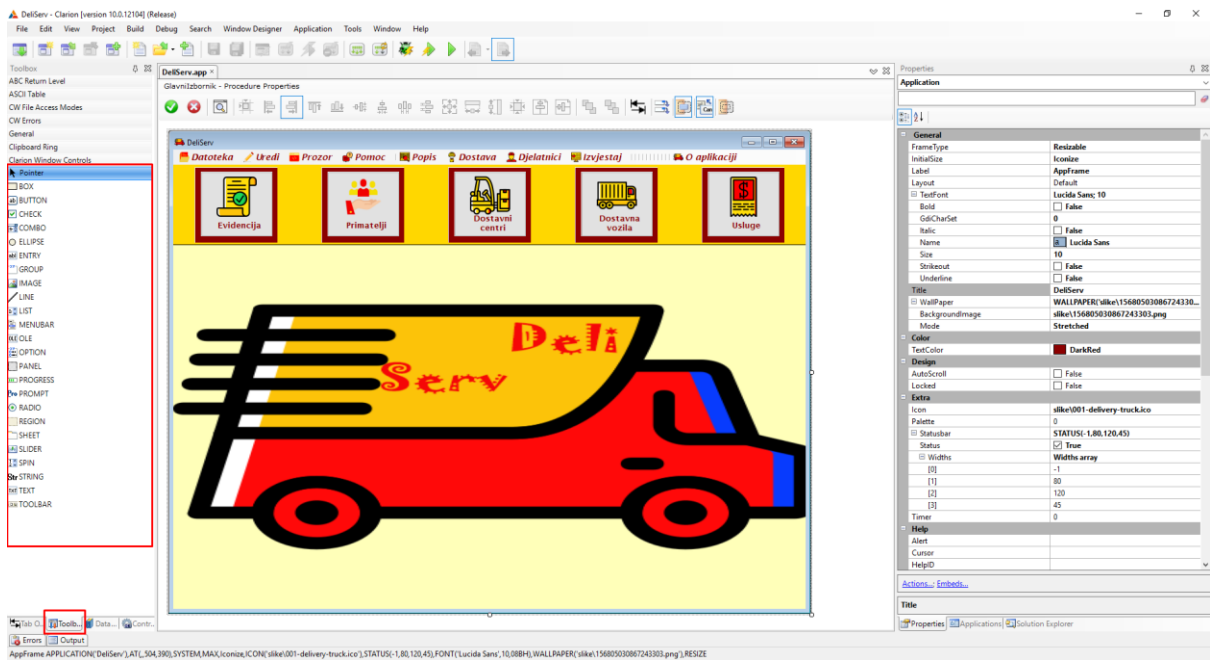 DeliServ - Clarion [version 10.0.12104] (Release)
File Edit View Project Build Debug Search Window Designer Application Tools Window Help
Toolbox
ABC Return Level
ASCII Table
CW File Access Modes
CW Errors
General
Clipboard Ring
Clarion Window Controls
Pointer
BOX
BUTTON
CHECK
COMBO
ELLIPSE
ENTRY
GROUP
IMAGE
LINE
LIST
MENUBAR
OLE
OPTION
PANEL
PROGRESS
PROMPT
RADIO
REGION
SHEET
SLIDER
SPIN
Str STRING
TEXT
TOOLBAR
Tab O... Toolb... Data... Contr...
Errors Output
DeliServ.app
GlavniIzbornik - Procedure Properties
DeliServ
Datoteka Uredi Prozor Pomoc Popis Dostava Djelatnici Izvjestaj O aplikaciji
Evidencija
Primatelji
Dostavni
centri
Dostavna
vozila
Usluge
Deli
Serv
Properties
Application
General
FrameType Resizable
InitialSize Iconize
Label AppFrame
Layout Default
TextFont Lucida Sans; 10
Bold False
GdiCharSet 0
Italic False
Name Lucida Sans
Size 10
Strikeout False
Underline False
Title DeliServ
WallPaper WALLPAPER('slike\15680503086724330...
BackgroundImage slike\156805030867243303.png
Mode Stretched
Color
TextColor DarkRed
Design
AutoScroll False
Locked False
Extra
Icon slike\001-delivery-truck.ico
Palette 0
Statusbar STATUS(-1,80,120,45)
Status True
Widths Widths array
[0] -1
[1] 80
[2] 120
[3] 45
Timer 0
Help
Alert
Cursor
HelpID
Actions... Embeds...
Title
Properties Applications Solution Explorer
AppFrame APPLICATION('DeliServ'),AT(,,504,390),SYSTEM,MAX,Iconize,ICON('slike\001-delivery-truck.ico'),STATUS(-1,80,120,45),FONT('Lucida Sans',10,08BH),WALLPAPER('slike\156805030867243303.png'),RESIZE